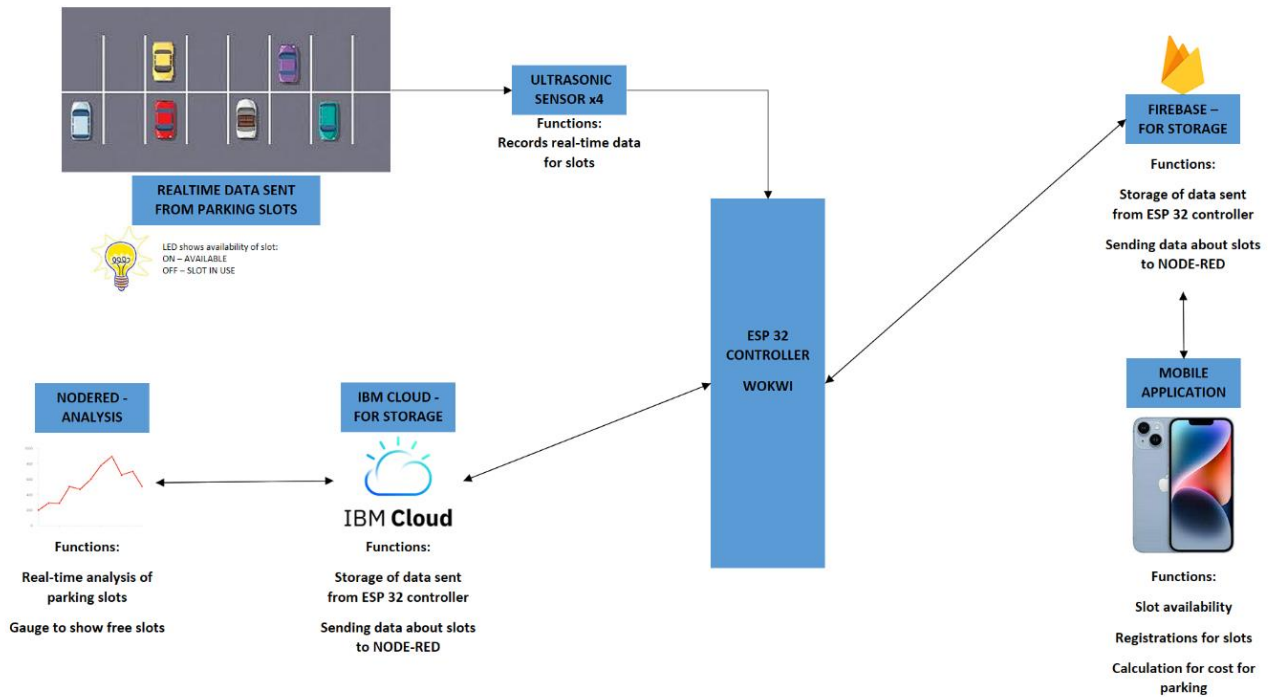 REALTIME DATA SENT
FROM PARKING SLOTS
LED shows availability of slot:
ON – AVAILABLE
OFF – SLOT IN USE
ULTRASONIC
SENSOR x4
Functions:
Records real-time data
for slots
ESP 32
CONTROLLER
WOKWI
FIREBASE –
FOR STORAGE
Functions:
Storage of data sent
from ESP 32 controller
Sending data about slots
to NODE-RED
MOBILE
APPLICATION
Functions:
Slot availability
Registrations for slots
Calculation for cost for
parking
IBM CLOUD -
FOR STORAGE
IBM Cloud
Functions:
Storage of data sent
from ESP 32 controller
Sending data about slots
to NODE-RED
NODERED -
ANALYSIS
Functions:
Real-time analysis of
parking slots
Gauge to show free slots